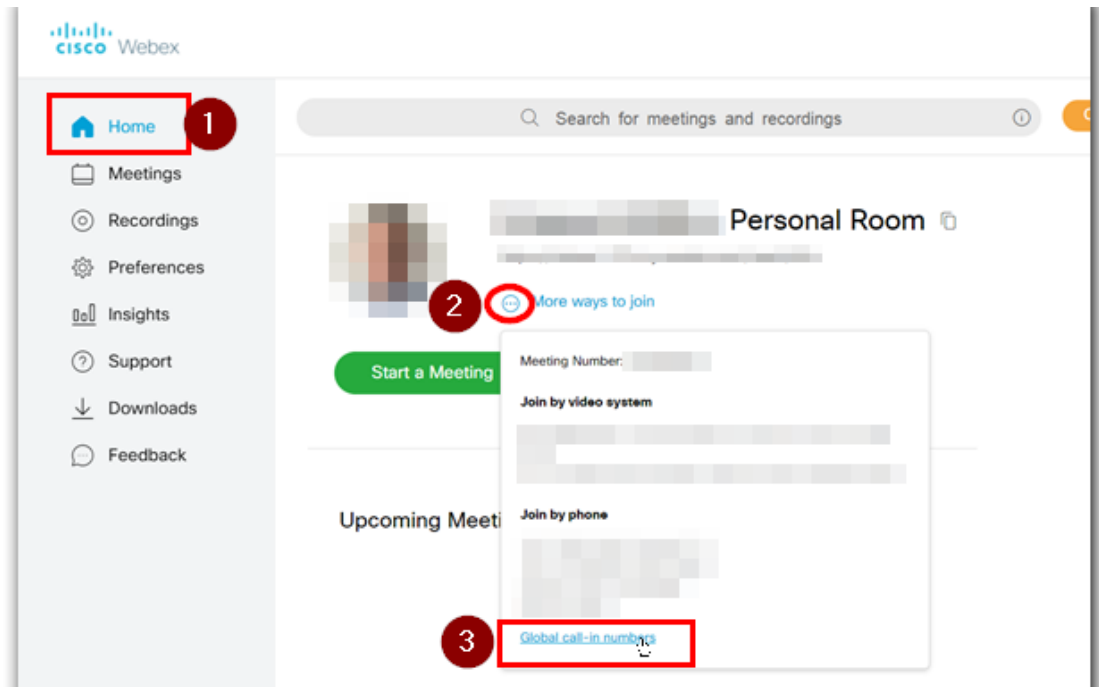 cisco Webex
Home
1
Meetings
Recordings
Preferences
Insights
Support
Downloads
Feedback
Search for meetings and recordings
Personal Room
2
More ways to join
Start a Meeting
Meeting Number:
Join by video system
Join by phone
Upcoming Meeti
3
Global call-in numbers